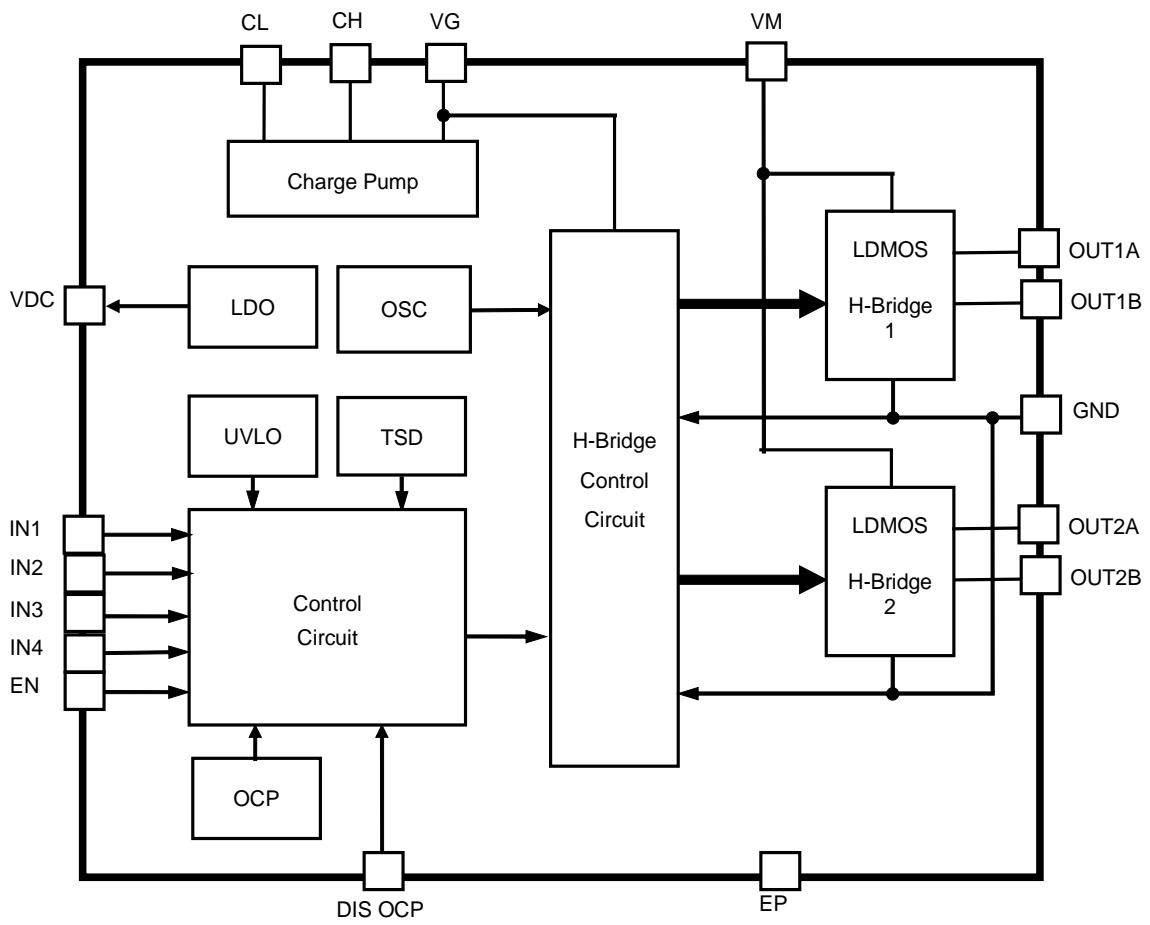 CL
CH
VG
VM
Charge Pump
LDMOS
H-Bridge
1
OUT1A
OUT1B
VDC
LDO
OSC
UVLO
TSD
H-Bridge
Control
Circuit
GND
IN1
IN2
IN3
IN4
EN
Control
Circuit
LDMOS
H-Bridge
2
OUT2A
OUT2B
OCP
DIS OCP
EP